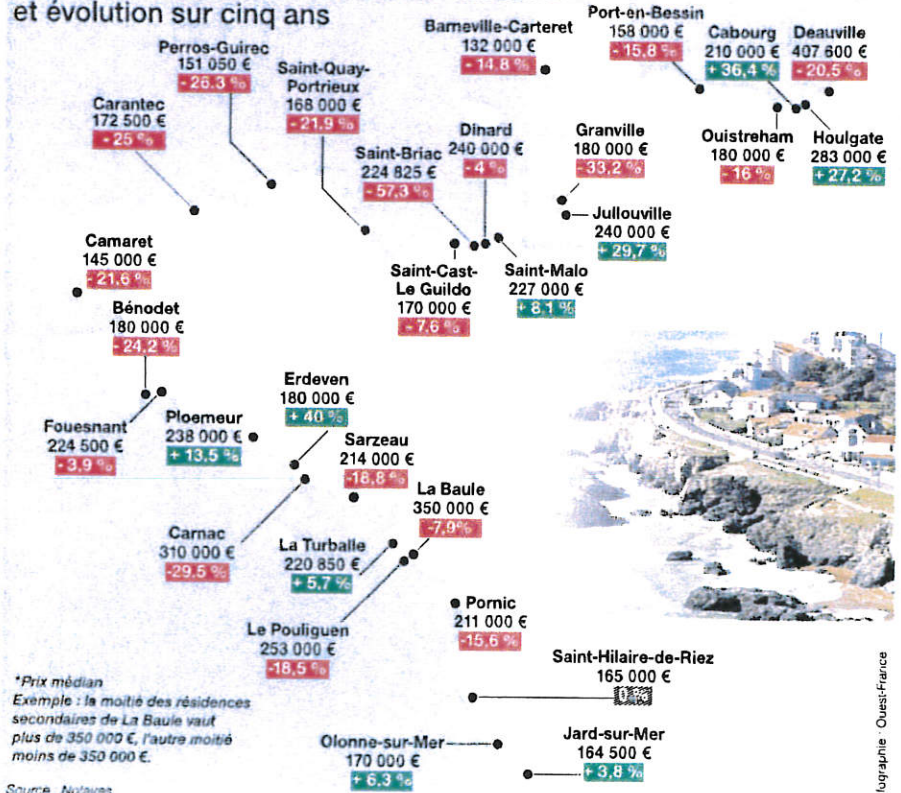 et évolution sur cinq ans
Perros-Guirec
151 050 €
- 26.3 %
Saint-Quay-
Portrieux
168 000 €
- 21.9 %
Barneville-Carteret
132 000 €
- 14.8 %
Port-en-Bessin
158 000 €
- 15,8 %
Cabourg
210 000 €
+ 36,4 %
Deauville
407 600 €
- 20,5 %
Carantec
172 500 €
- 25 %
Saint-Briac
224 825 €
- 57,3 %
Dinard
240 000 €
- 4 %
Granville
180 000 €
-33,2 %
Ouistreham
180 000 €
- 16 %
Houlgate
283 000 €
+ 27,2 %
Jullouville
240 000 €
+ 29,7 %
Camaret
145 000 €
- 21,6 %
Saint-Cast-
Le Guildo
170 000 €
- 7,6 %
Saint-Malo
227 000 €
+ 8,1 %
Bénodet
180 000 €
- 24,2 %
Fouesnant
224 500 €
- 3,9 %
Ploemeur
238 000 €
+ 13,5 %
Erdeven
180 000 €
+ 40 %
Sarzeau
214 000 €
-18,8 %
La Baule
350 000 €
-7,9%
Carnac
310 000 €
-29.5 %
La Turballe
220 850 €
+ 5,7 %
Le Pouliguen
253 000 €
-18,5 %
Pornic
211 000 €
-15,6 %
Saint-Hilaire-de-Riez
165 000 €
0 %
Olonne-sur-Mer
170 000 €
+ 6,3 %
Jard-sur-Mer
164 500 €
+ 3,8 %
*Prix médian
Exemple : la moitié des résidences
secondaires de La Baule vaut
plus de 350 000 €, l'autre moitié
moins de 350 000 €.
Source Notaires
Ouest-France